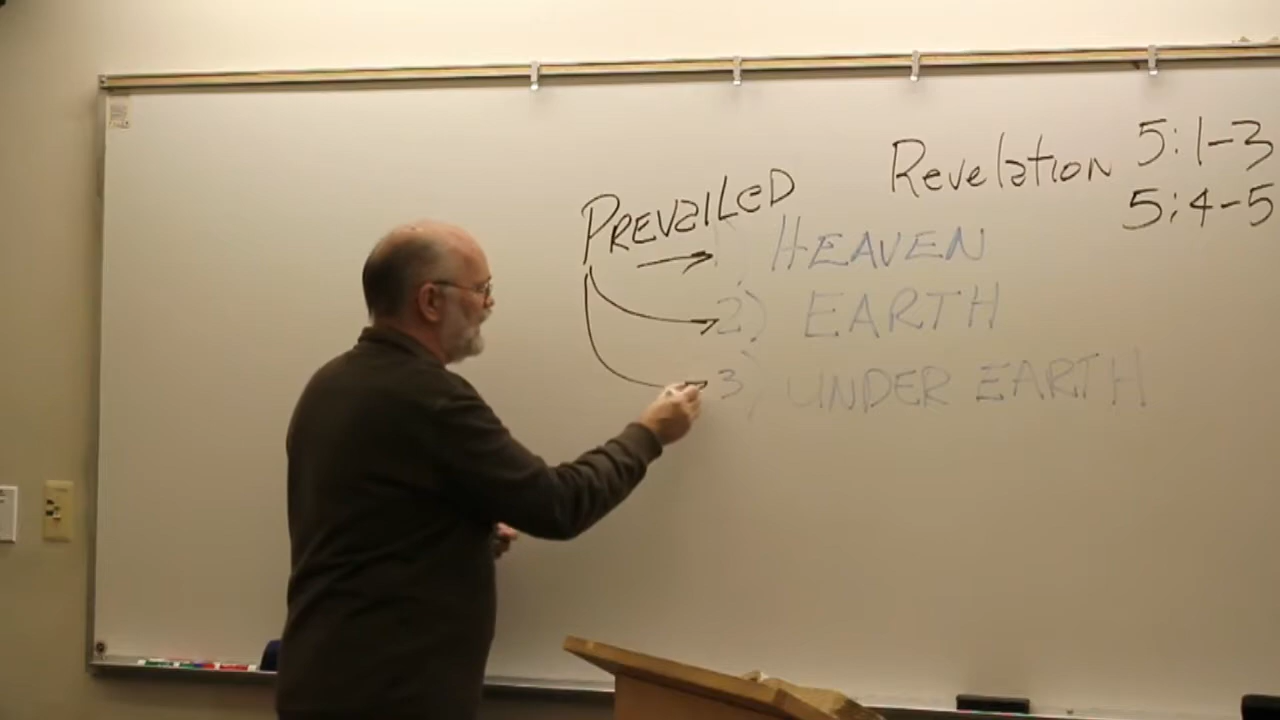 Revelation 5:1-3
5:4-5
PREVaiLeD
1) HEAVEN
2) EARTH
3) UNDER EARTH